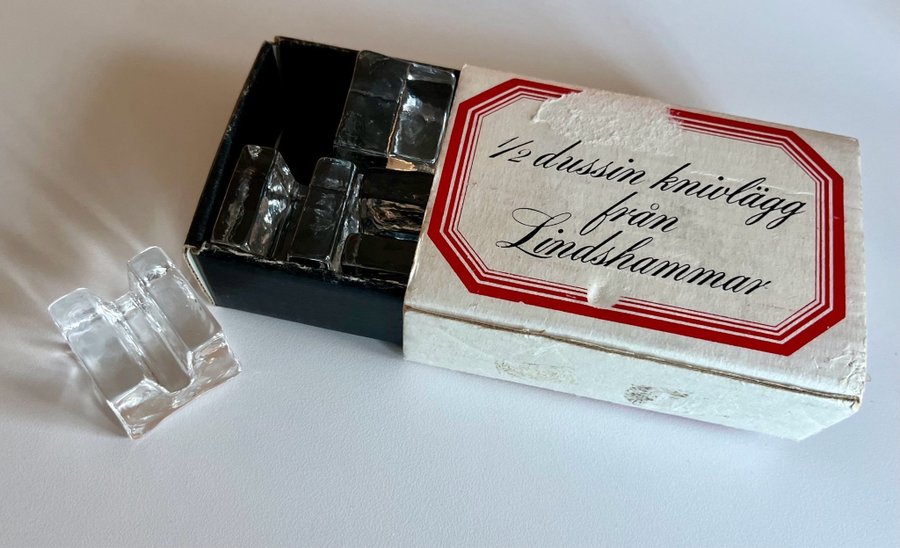 1/2 dussin knivlägg
från
Lindshammar